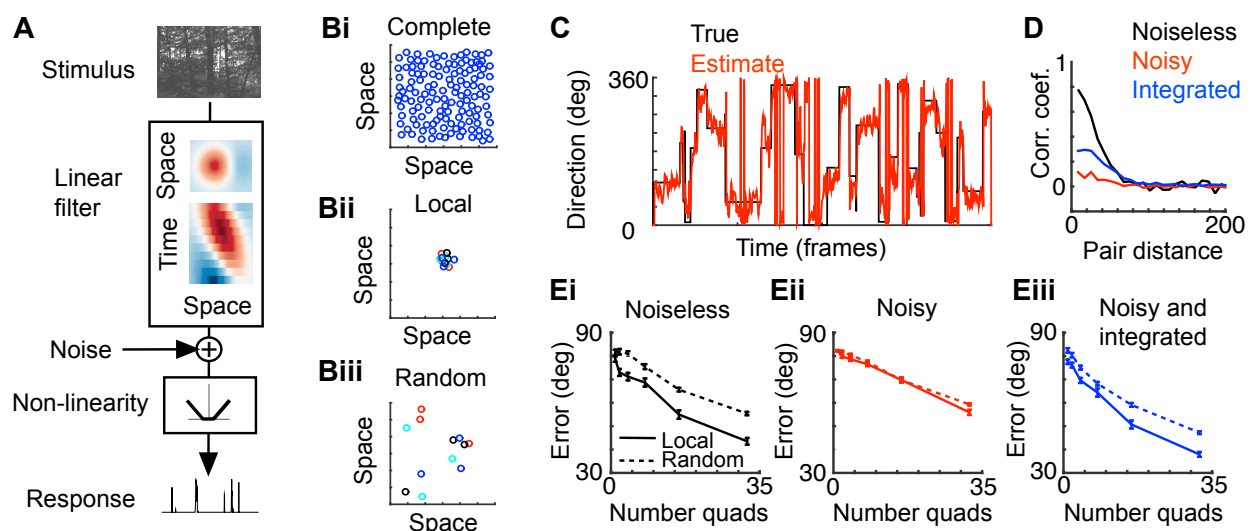 A
Stimulus
Space
Linear
filter
Time
Space
Noise
+
Non-linearity
Response
Bi
Complete
Space
Space
Bii
Local
Space
Space
Biii
Random
Space
Space
C
True
Estimate
360
Direction (deg)
0
Time (frames)
D
Noiseless
Noisy
Integrated
1
Corr. coef.
0
0
200
Pair distance
Ei
Noiseless
90
Error (deg)
30
Local
Random
0
35
Number quads
Eii
Noisy
90
Error (deg)
30
0
35
Number quads
Eiii
Noisy and
integrated
90
Error (deg)
30
0
35
Number quads